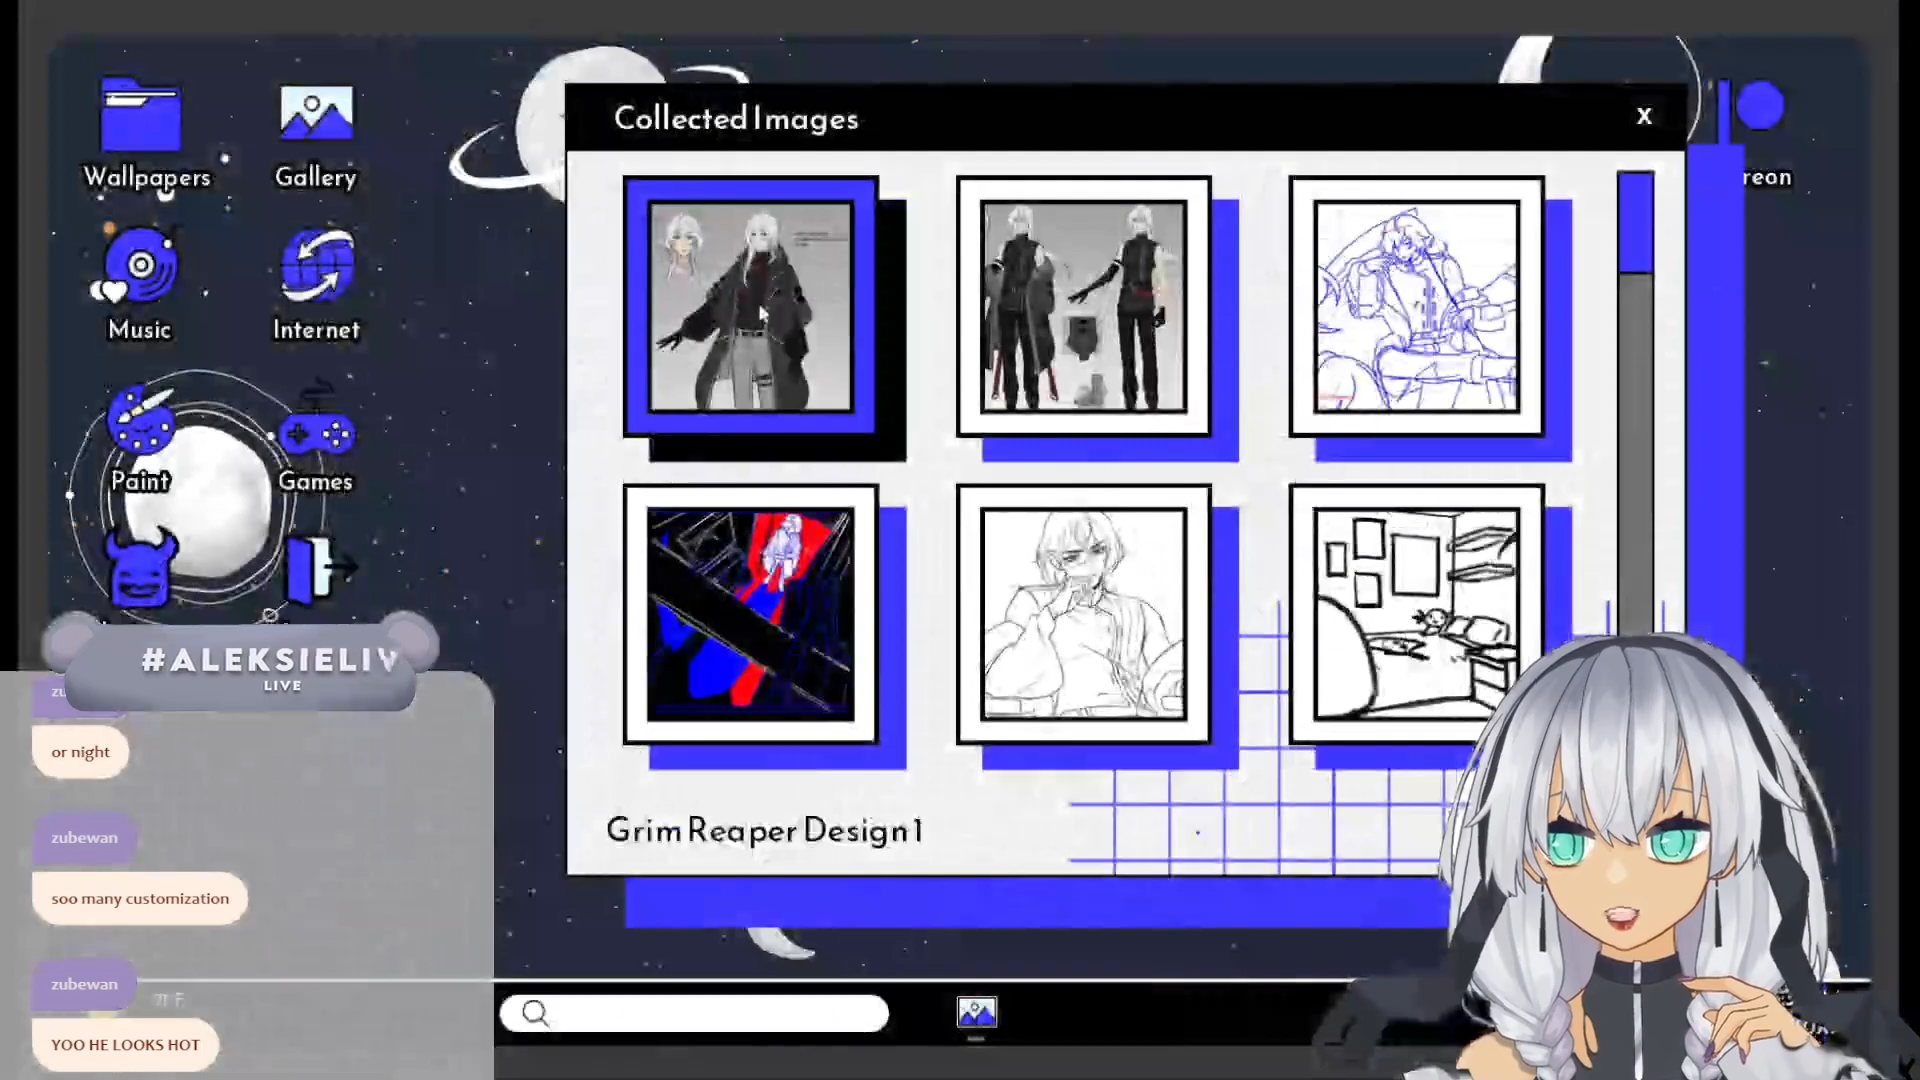 Collected Images
X
Wallpapers
Gallery
reon
Music
Internet
Paint
Games
#ALEKSIELIV
LIVE
zu
or night
zubewan
soo many customization
zubewan
YOO HE LOOKS HOT
Grim Reaper Design 1